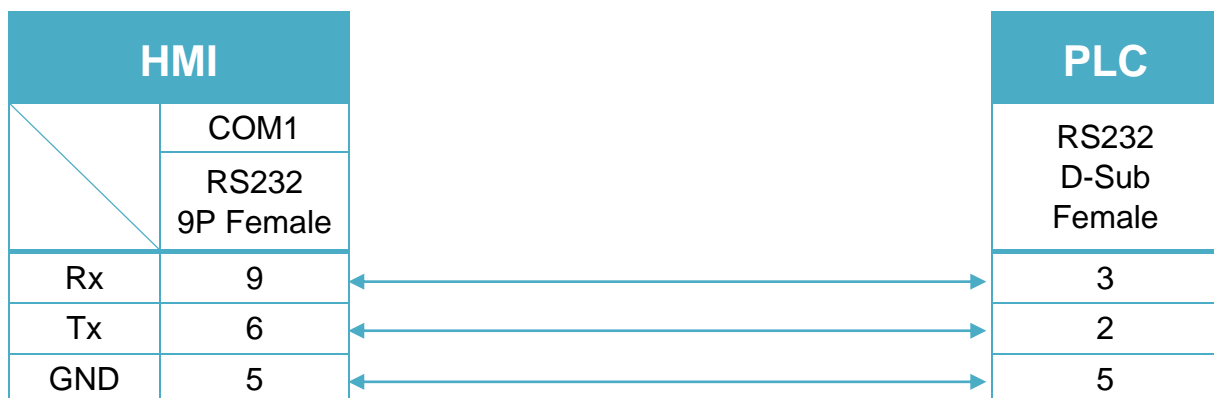 HMI
PLC
COM1
RS232
9P Female
RS232
D-Sub
Female
Rx 9 3
Tx 6 2
GND 5 5